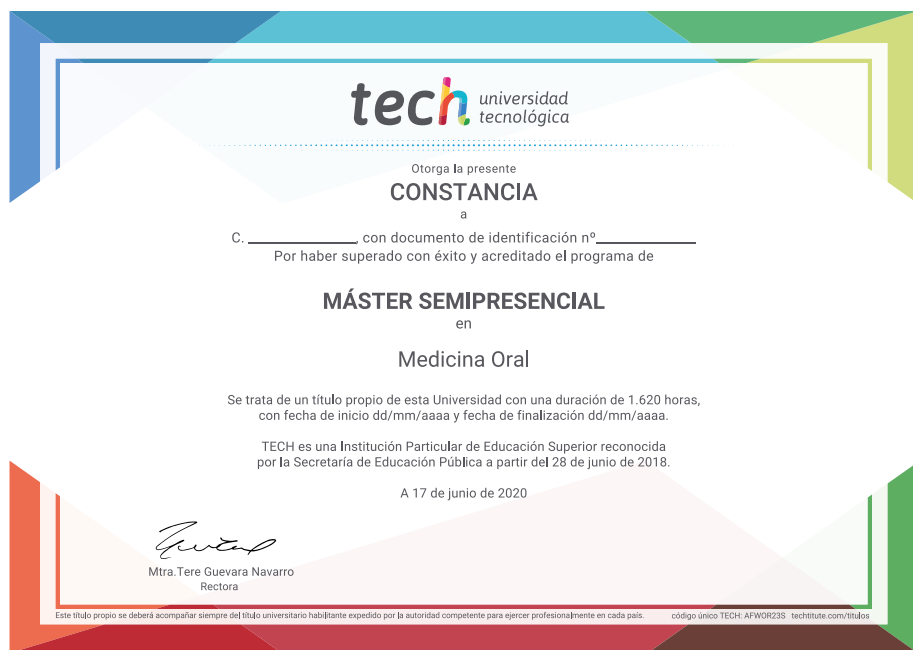 tech universidad
tecnológica
Otorga la presente
CONSTANCIA
a
C. ____________, con documento de identificación nº___________
Por haber superado con éxito y acreditado el programa de
MÁSTER SEMIPRESENCIAL
en
Medicina Oral
Se trata de un título propio de esta Universidad con una duración de 1.620 horas,
con fecha de inicio dd/mm/aaaa y fecha de finalización dd/mm/aaaa.
TECH es una Institución Particular de Educación Superior reconocida
por la Secretaría de Educación Pública a partir del 28 de junio de 2018.
A 17 de junio de 2020
Mtra.Tere Guevara Navarro
Rectora
Este título propio se deberá acompañar siempre del título universitario habilitante expedido por la autoridad competente para ejercer profesionalmente en cada país. código único TECH: AFWOR23S techtitute.com/titulos